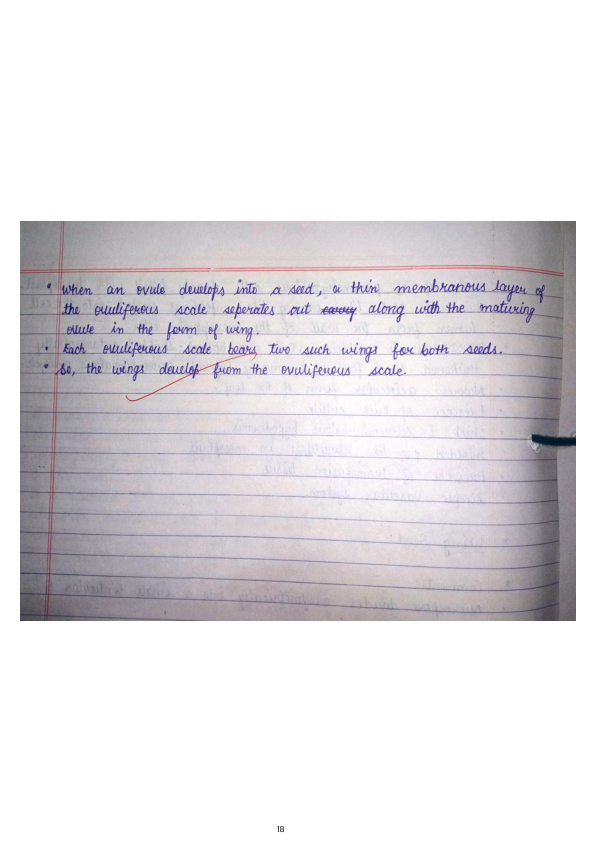 • When an ovule develops into a seed, a thin membranous layer of
the ovuliferous scale seperates out along with the maturing
ovule in the form of wing.
• Each ovuliferous scale bears two such wings for both seeds.
• So, the wings develop from the ovuliferous scale.
18